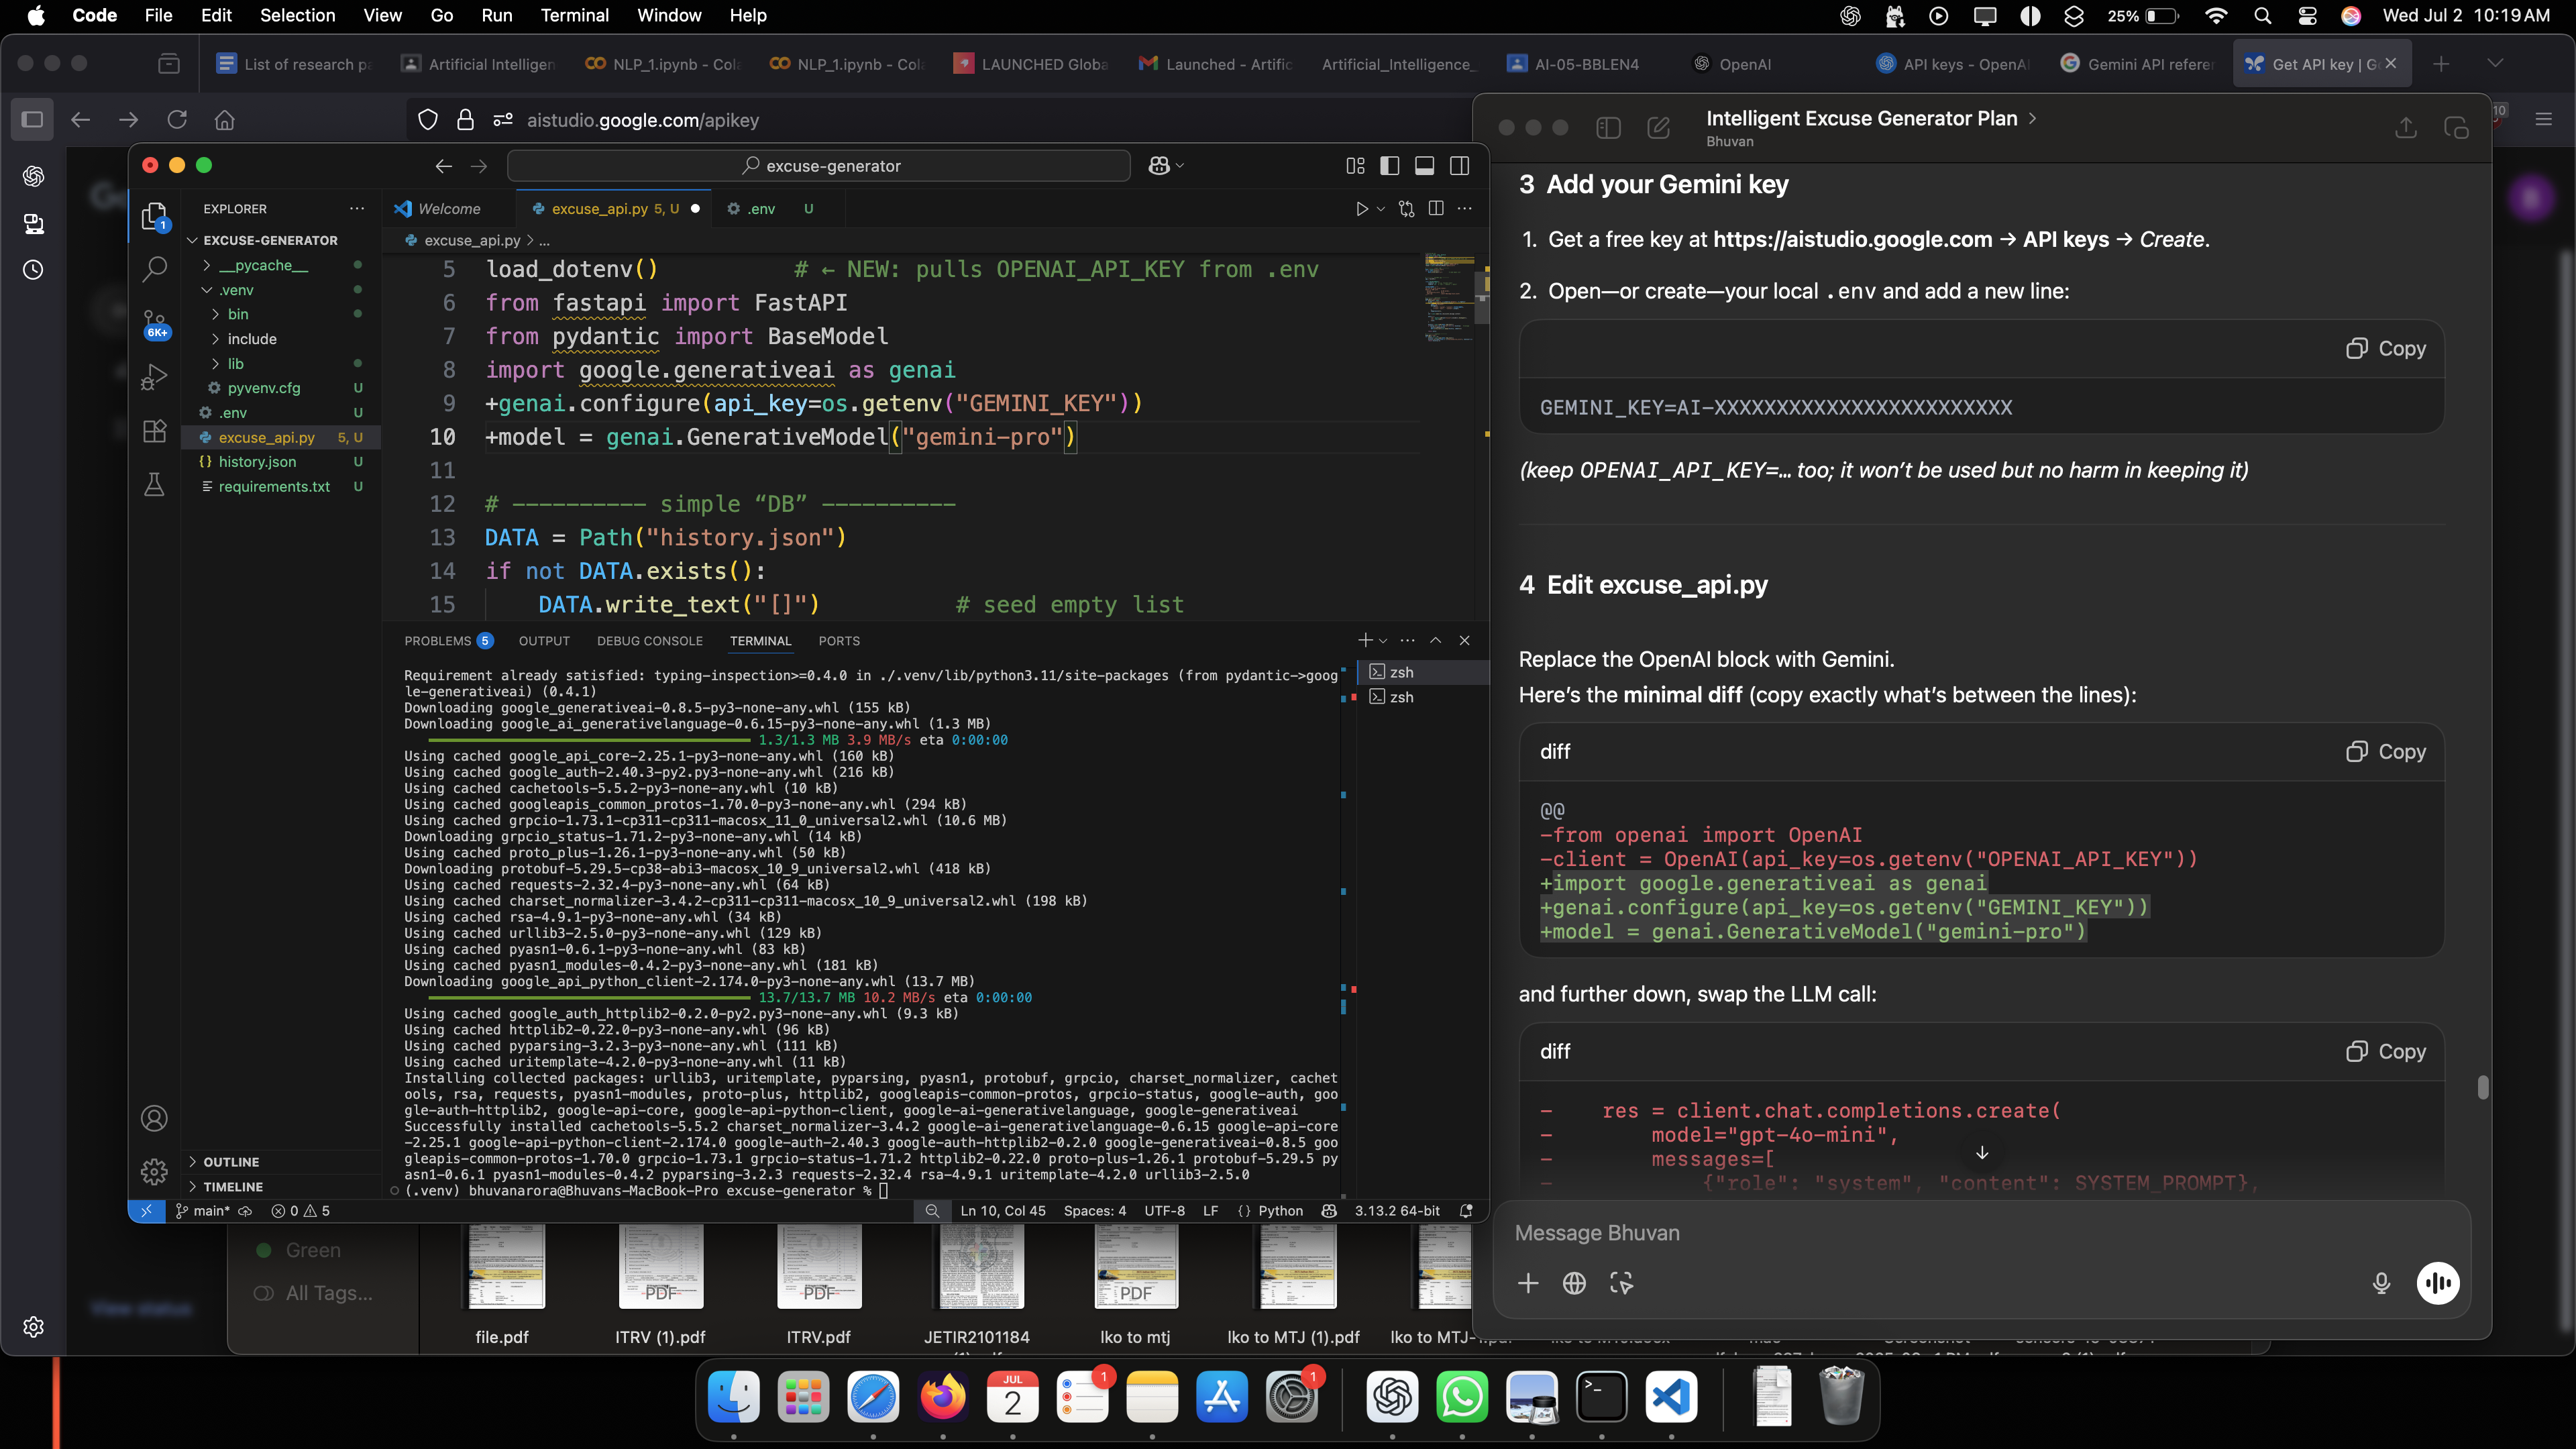 Code File Edit Selection View Go Run Terminal Window Help
25% Wed Jul 2 10:19 AM
List of research pa
Artificial Intelligen
NLP_1.ipynb - Cola
NLP_1.ipynb - Cola
LAUNCHED Globa
Launched - Artific
Artificial_Intelligence_
AI-05-BBLEN4
OpenAI
API keys - OpenAI
Gemini API referer
Get API key | G
aistudio.google.com/apikey
excuse-generator
EXPLORER
EXCUSE-GENERATOR
__pycache__
.venv
bin
include
lib
pyvenv.cfg U
.env U
excuse_api.py 5, U
history.json U
requirements.txt U
OUTLINE
TIMELINE
1
6K+
Welcome
excuse_api.py 5, U
.env U
excuse_api.py > ...
5 load_dotenv() # ← NEW: pulls OPENAI_API_KEY from .env
6 from fastapi import FastAPI
7 from pydantic import BaseModel
8 import google.generativeai as genai
9 +genai.configure(api_key=os.getenv("GEMINI_KEY"))
10 +model = genai.GenerativeModel("gemini-pro")
11
12 # ---------- simple “DB” ----------
13 DATA = Path("history.json")
14 if not DATA.exists():
15 DATA.write_text("[]") # seed empty list
PROBLEMS 5 OUTPUT DEBUG CONSOLE TERMINAL PORTS
zsh
zsh
Requirement already satisfied: typing-inspection>=0.4.0 in ./.venv/lib/python3.11/site-packages (from pydantic->goog
le-generativeai) (0.4.1)
Downloading google_generativeai-0.8.5-py3-none-any.whl (155 kB)
Downloading google_ai_generativelanguage-0.6.15-py3-none-any.whl (1.3 MB)
1.3/1.3 MB 3.9 MB/s eta 0:00:00
Using cached google_api_core-2.25.1-py3-none-any.whl (160 kB)
Using cached google_auth-2.40.3-py2.py3-none-any.whl (216 kB)
Using cached cachetools-5.5.2-py3-none-any.whl (10 kB)
Using cached googleapis_common_protos-1.70.0-py3-none-any.whl (294 kB)
Using cached grpcio-1.73.1-cp311-cp311-macosx_11_0_universal2.whl (10.6 MB)
Downloading grpcio_status-1.71.2-py3-none-any.whl (14 kB)
Using cached proto_plus-1.26.1-py3-none-any.whl (50 kB)
Downloading protobuf-5.29.5-cp38-abi3-macosx_10_9_universal2.whl (418 kB)
Using cached requests-2.32.4-py3-none-any.whl (64 kB)
Using cached charset_normalizer-3.4.2-cp311-cp311-macosx_10_9_universal2.whl (198 kB)
Using cached rsa-4.9.1-py3-none-any.whl (34 kB)
Using cached urllib3-2.5.0-py3-none-any.whl (129 kB)
Using cached pyasn1-0.6.1-py3-none-any.whl (83 kB)
Using cached pyasn1_modules-0.4.2-py3-none-any.whl (181 kB)
Downloading google_api_python_client-2.174.0-py3-none-any.whl (13.7 MB)
13.7/13.7 MB 10.2 MB/s eta 0:00:00
Using cached google_auth_httplib2-0.2.0-py2.py3-none-any.whl (9.3 kB)
Using cached httplib2-0.22.0-py3-none-any.whl (96 kB)
Using cached pyparsing-3.2.3-py3-none-any.whl (111 kB)
Using cached uritemplate-4.2.0-py3-none-any.whl (11 kB)
Installing collected packages: urllib3, uritemplate, pyparsing, pyasn1, protobuf, grpcio, charset_normalizer, cachet
ools, rsa, requests, pyasn1-modules, proto-plus, httplib2, googleapis-common-protos, grpcio-status, google-auth, goo
gle-auth-httplib2, google-api-core, google-api-python-client, google-ai-generativelanguage, google-generativeai
Successfully installed cachetools-5.5.2 charset_normalizer-3.4.2 google-ai-generativelanguage-0.6.15 google-api-core
-2.25.1 google-api-python-client-2.174.0 google-auth-2.40.3 google-auth-httplib2-0.2.0 google-generativeai-0.8.5 goo
gleapis-common-protos-1.70.0 grpcio-1.73.1 grpcio-status-1.71.2 httplib2-0.22.0 proto-plus-1.26.1 protobuf-5.29.5 py
asn1-0.6.1 pyasn1-modules-0.4.2 pyparsing-3.2.3 requests-2.32.4 rsa-4.9.1 uritemplate-4.2.0 urllib3-2.5.0
(.venv) bhuvanarora@Bhuvans-MacBook-Pro excuse-generator %
main* 0 5 Ln 10, Col 45 Spaces: 4 UTF-8 LF {} Python 3.13.2 64-bit
Intelligent Excuse Generator Plan >
Bhuvan
10
3 Add your Gemini key
1. Get a free key at https://aistudio.google.com → API keys → Create.
2. Open—or create—your local .env and add a new line:
Copy
GEMINI_KEY=AI-XXXXXXXXXXXXXXXXXXXXXXXX
(keep OPENAI_API_KEY=… too; it won’t be used but no harm in keeping it)
4 Edit excuse_api.py
Replace the OpenAI block with Gemini.
Here’s the minimal diff (copy exactly what’s between the lines):
diff Copy
@@
-from openai import OpenAI
-client = OpenAI(api_key=os.getenv("OPENAI_API_KEY"))
+import google.generativeai as genai
+genai.configure(api_key=os.getenv("GEMINI_KEY"))
+model = genai.GenerativeModel("gemini-pro")
and further down, swap the LLM call:
diff Copy
- res = client.chat.completions.create(
- model="gpt-4o-mini",
- messages=[
- {"role": "system", "content": SYSTEM_PROMPT},
Message Bhuvan
View status
Green
All Tags...
PDF
PDF
PDF
file.pdf
ITRV (1).pdf
ITRV.pdf
JETIR2101184
lko to mtj
lko to MTJ (1).pdf
JUL
2
1
1